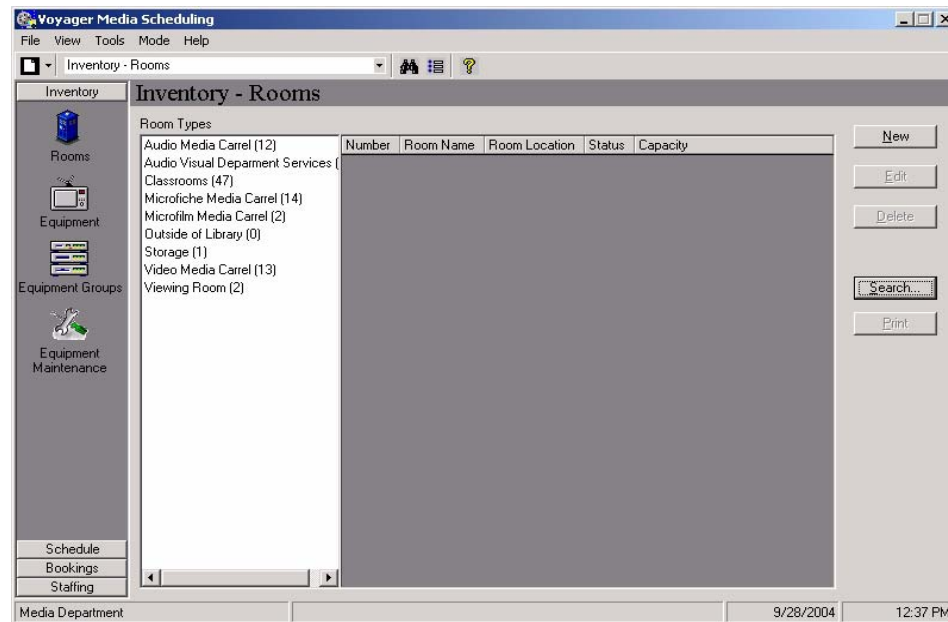 Voyager Media Scheduling
File View Tools Mode Help
Inventory - Rooms
Inventory
Inventory - Rooms
Rooms
Equipment
Equipment Groups
Equipment
Maintenance
Schedule
Bookings
Staffing
Room Types
Audio Media Carrel (12)
Audio Visual Deparment Services (
Classrooms (47)
Microfiche Media Carrel (14)
Microfilm Media Carrel (2)
Outside of Library (0)
Storage (1)
Video Media Carrel (13)
Viewing Room (2)
Number Room Name Room Location Status Capacity
New
Edit
Delete
Search...
Print
Media Department 9/28/2004 12:37 PM